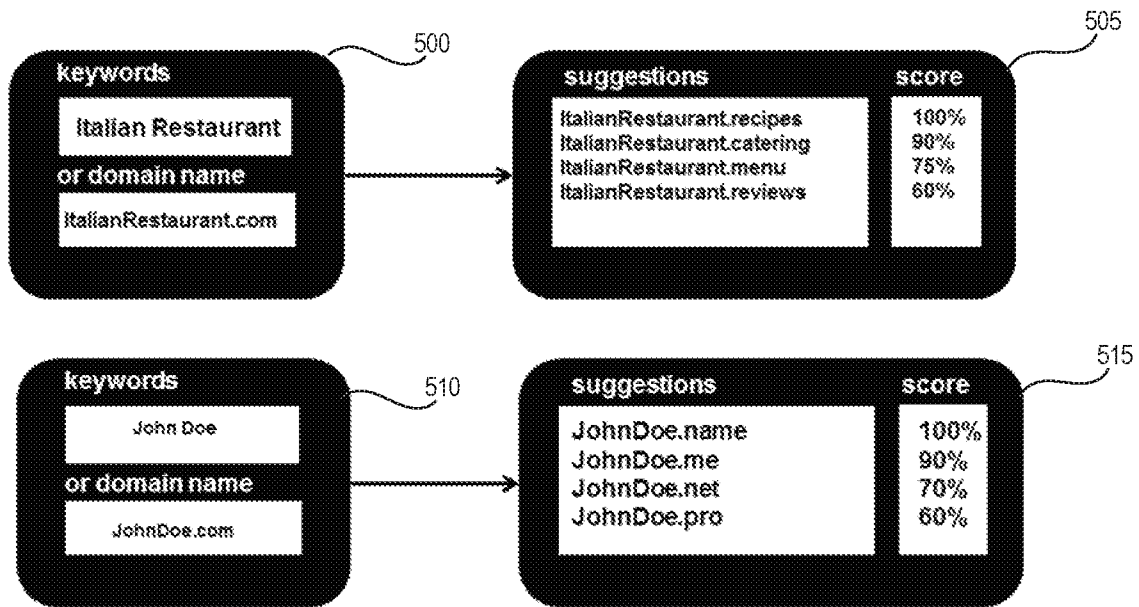 500
keywords
Italian Restaurant
or domain name
ItalianRestaurant.com
505
suggestions score
ItalianRestaurant.recipes 100%
ItalianRestaurant.catering 90%
ItalianRestaurant.menu 75%
ItalianRestaurant.reviews 60%
510
keywords
John Doe
or domain name
JohnDoe.com
515
suggestions score
JohnDoe.name 100%
JohnDoe.me 90%
JohnDoe.net 70%
JohnDoe.pro 60%